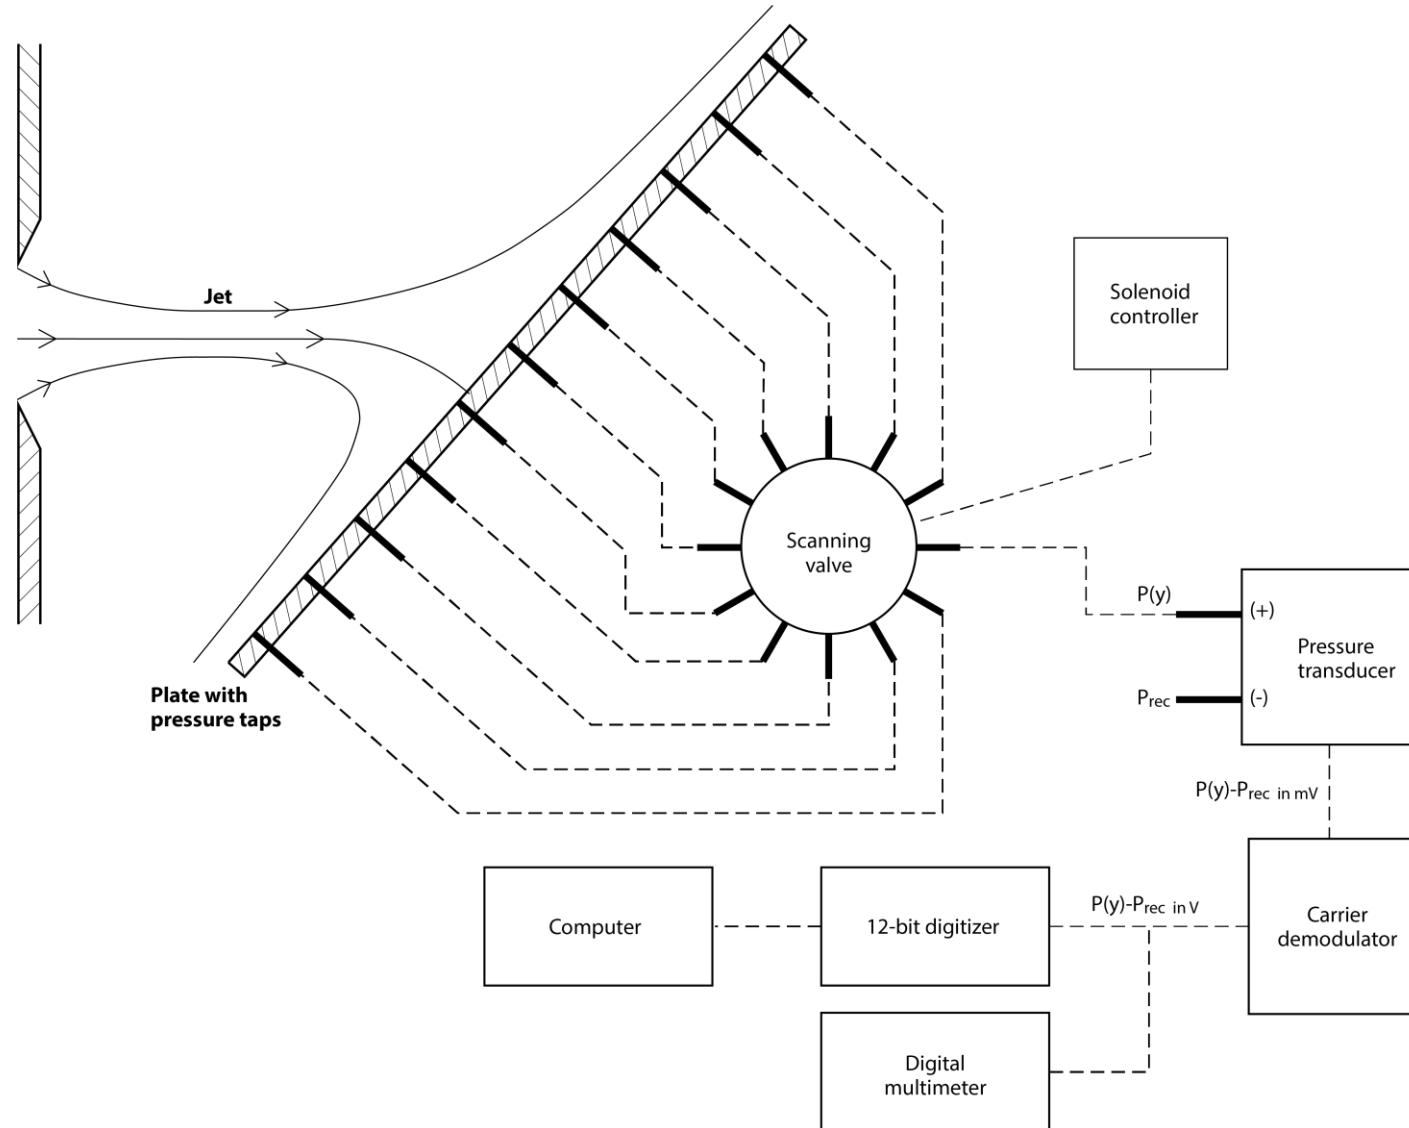 Jet
Solenoid
controller
Scanning
valve
P(y)
(+)
Pressure
transducer
Prec
(-)
Plate with
pressure taps
P(y)-Prec in mV
Computer
12-bit digitizer
P(y)-Prec in V
Carrier
demodulator
Digital
multimeter